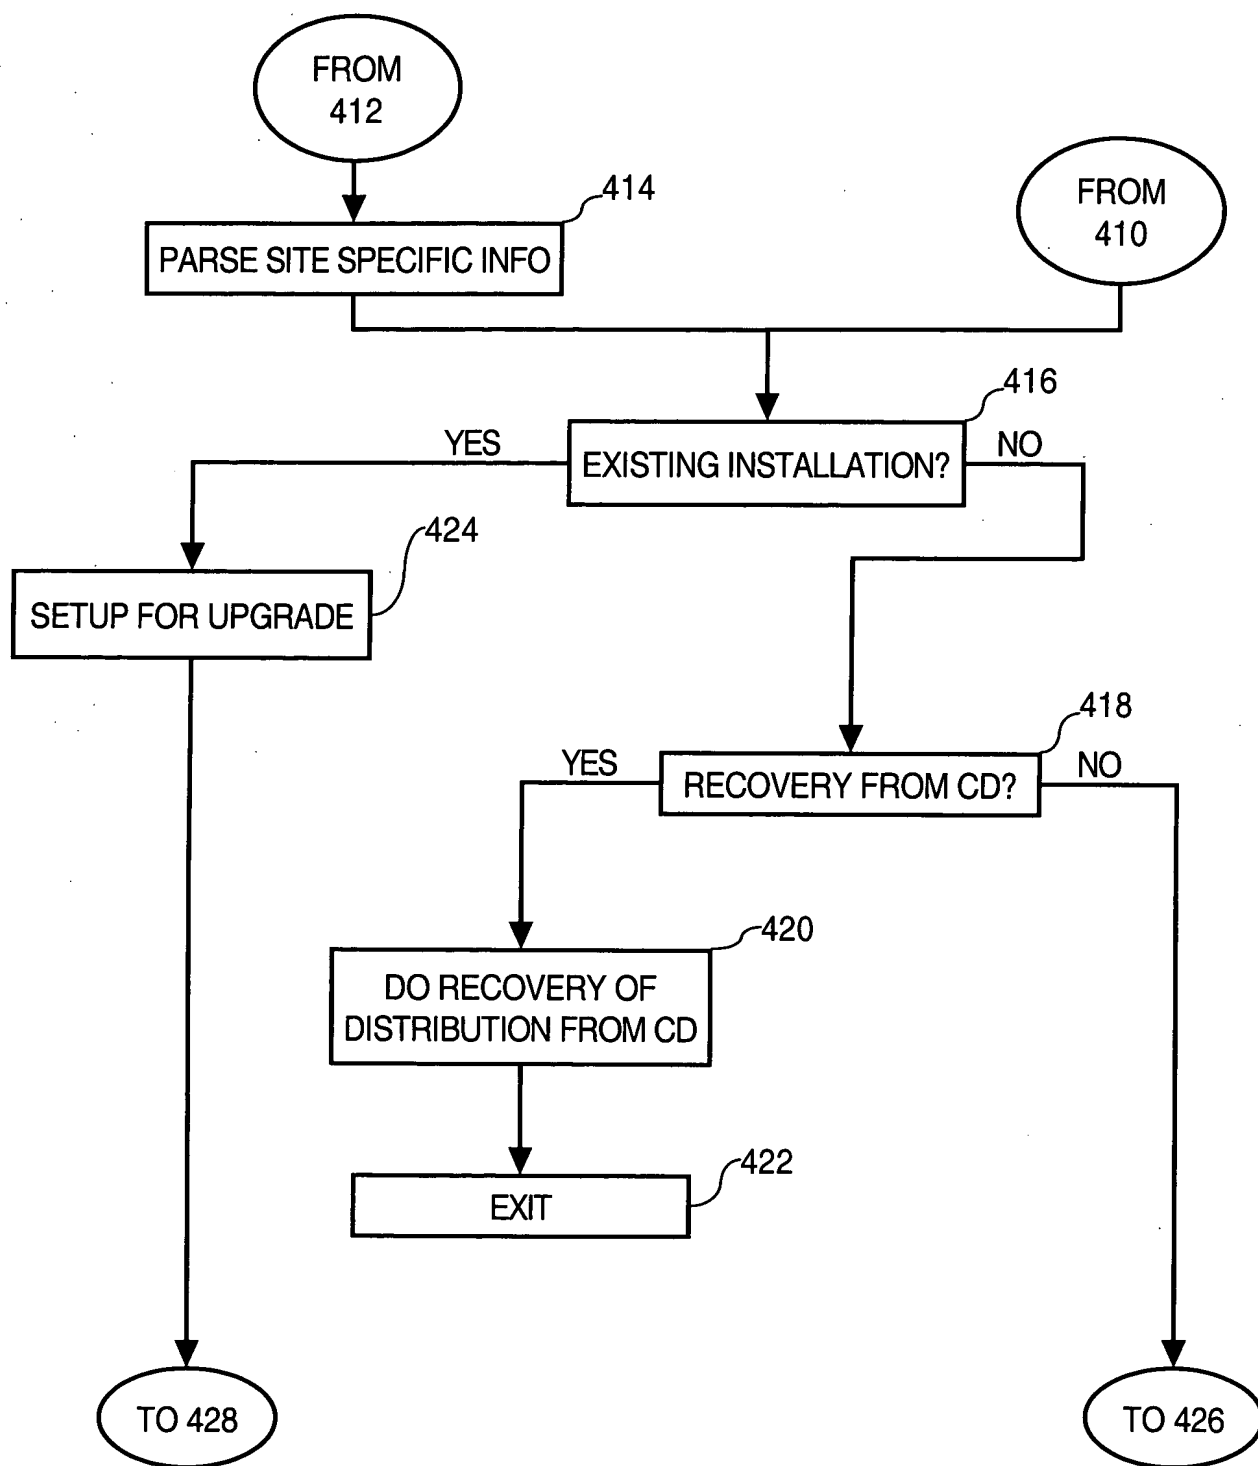 FROM
412
414
FROM
410
PARSE SITE SPECIFIC INFO
416
YES
EXISTING INSTALLATION?
NO
424
SETUP FOR UPGRADE
418
YES
RECOVERY FROM CD?
NO
420
DO RECOVERY OF
DISTRIBUTION FROM CD
422
EXIT
TO 428
TO 426